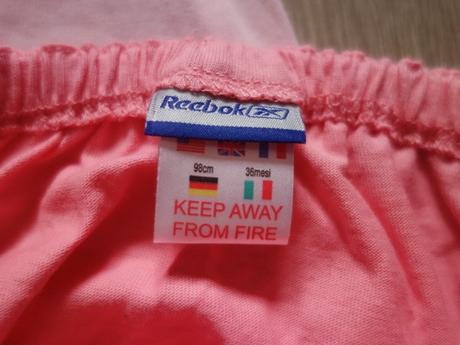 Reebok
98cm 36mesi
KEEP AWAY
FROM FIRE